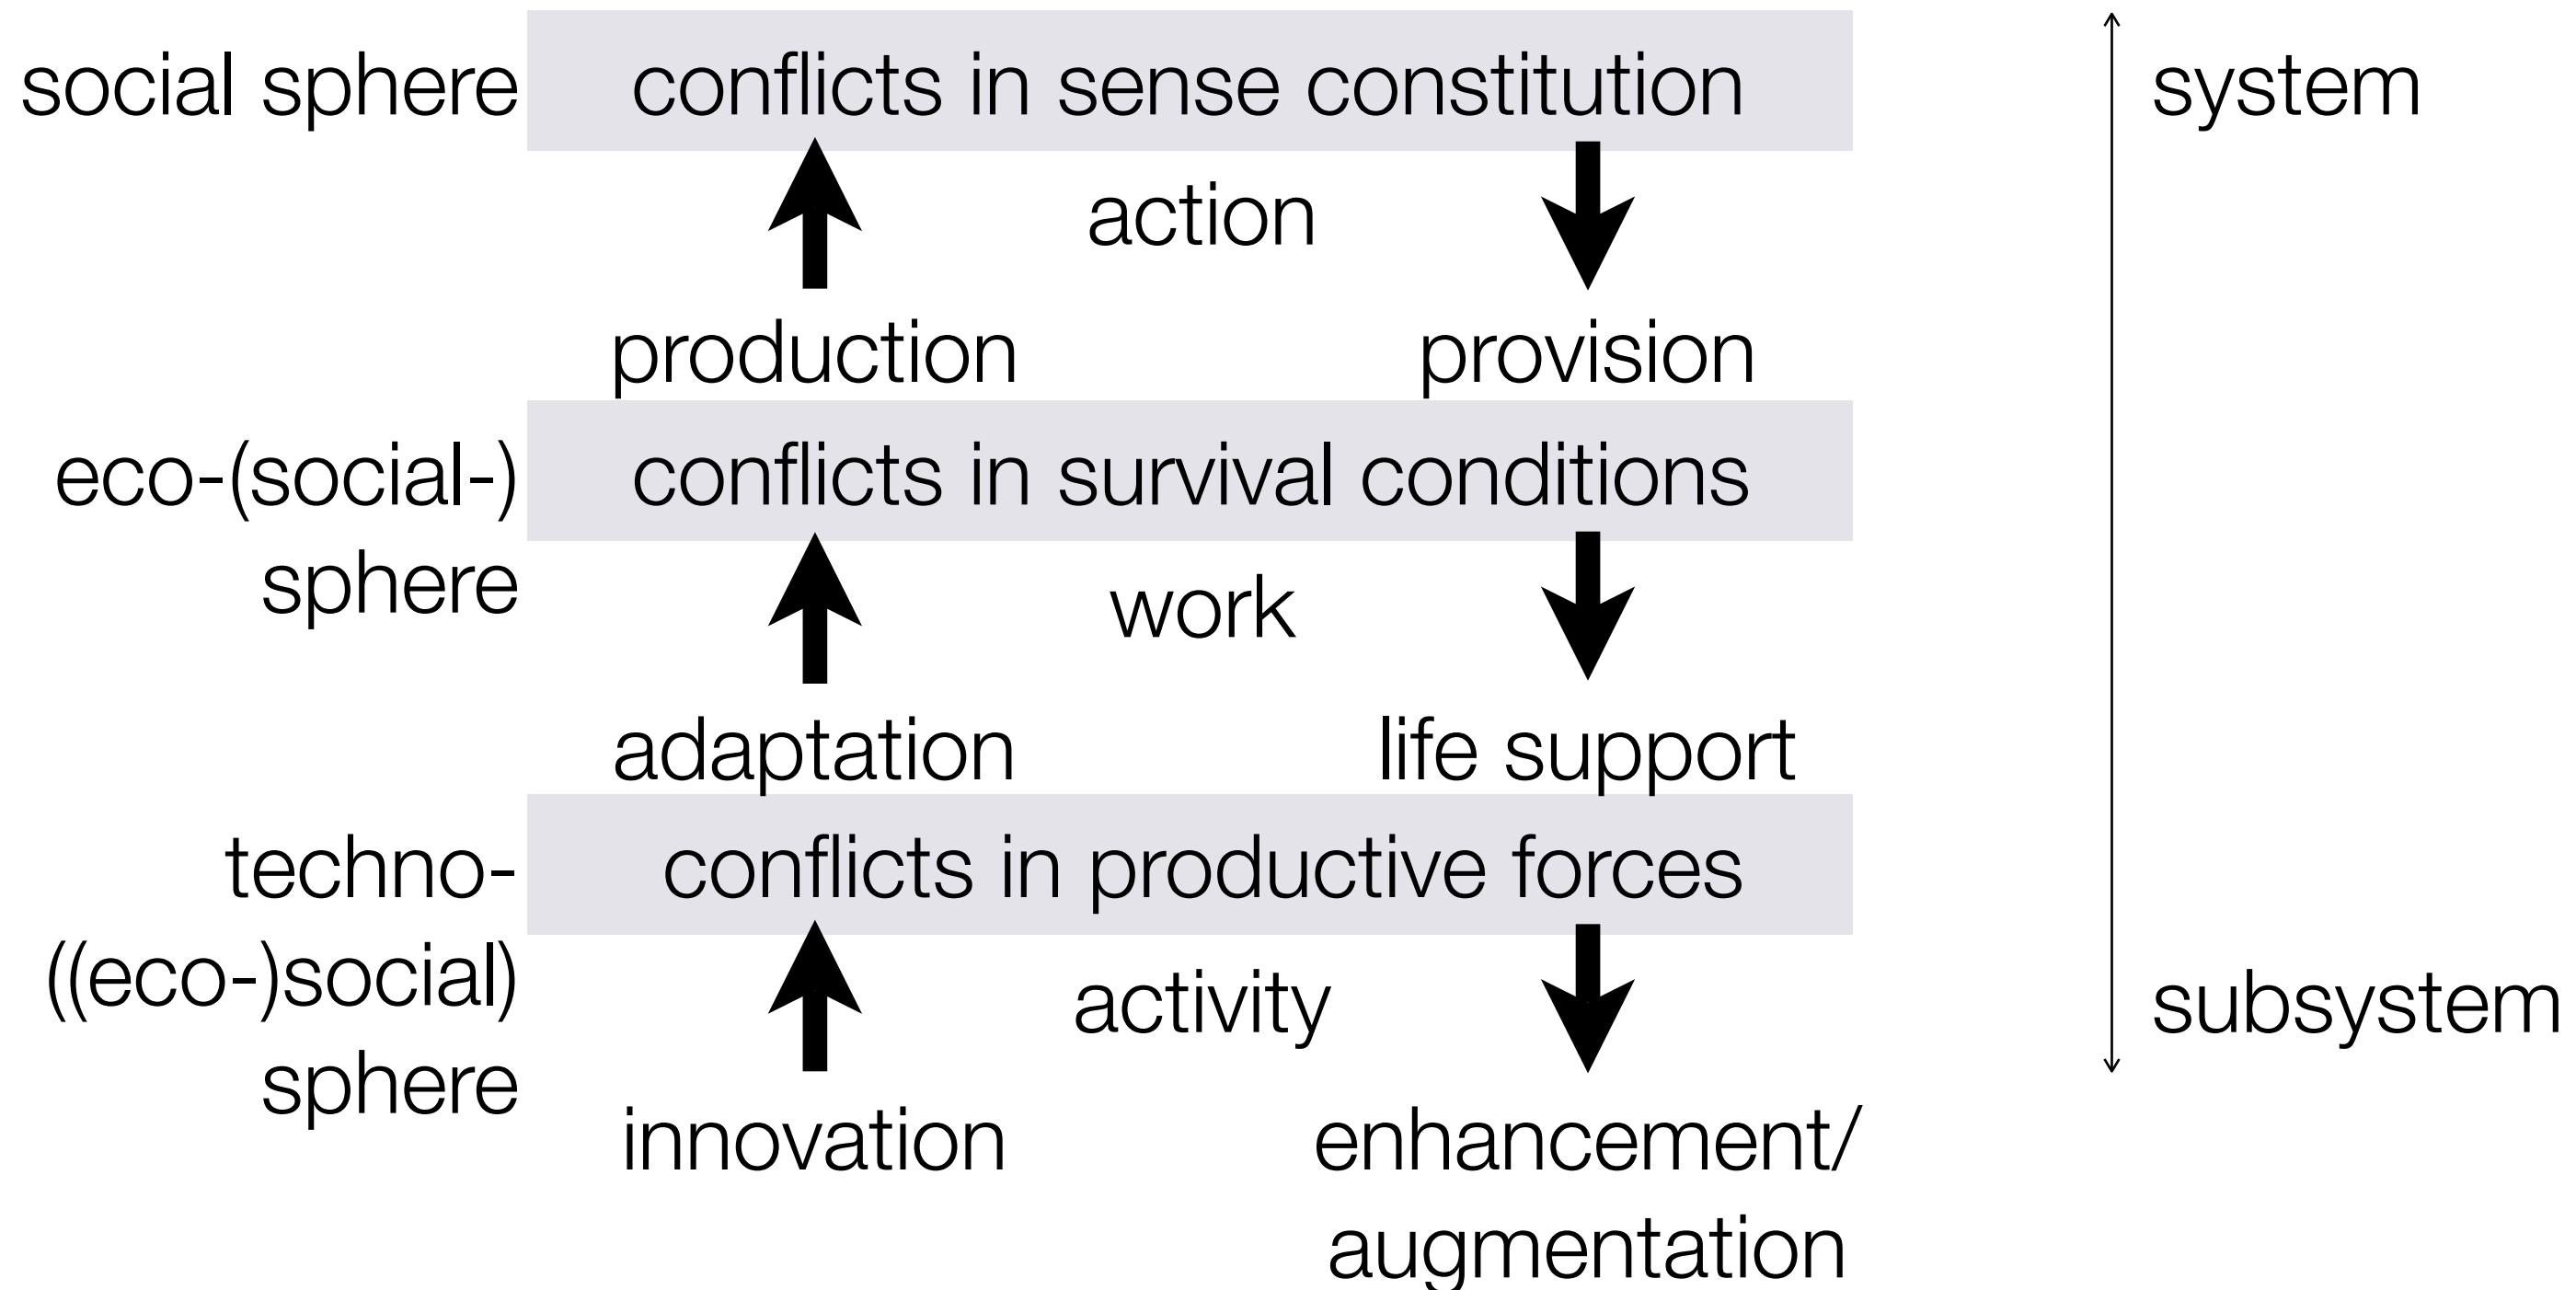 social sphere
conflicts in sense constitution
system
action
production
provision
eco-(social-)
sphere
conflicts in survival conditions
work
adaptation
life support
techno-
((eco-)social)
sphere
conflicts in productive forces
activity
subsystem
innovation
enhancement/
augmentation